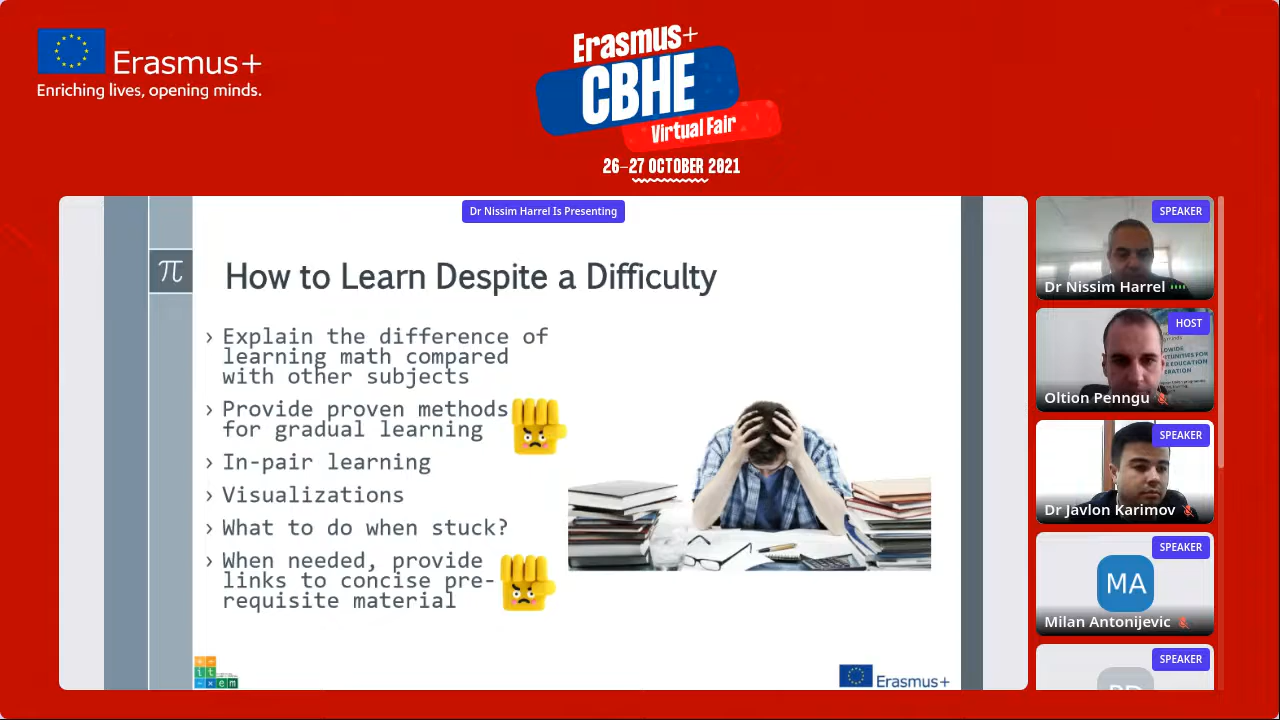 Erasmus+
Enriching lives, opening minds.
Erasmus+
CBHE
Virtual Fair
26–27 OCTOBER 2021
Dr Nissim Harrel Is Presenting
π
How to Learn Despite a Difficulty
› Explain the difference of
learning math compared
with other subjects
› Provide proven methods
for gradual learning
› In-pair learning
› Visualizations
› What to do when stuck?
› When needed, provide
links to concise pre-
requisite material
it
em
Erasmus+
SPEAKER
Dr Nissim Harrel
HOST
Oltion Penngu
SPEAKER
Dr Javlon Karimov
SPEAKER
MA
Milan Antonijevic
SPEAKER